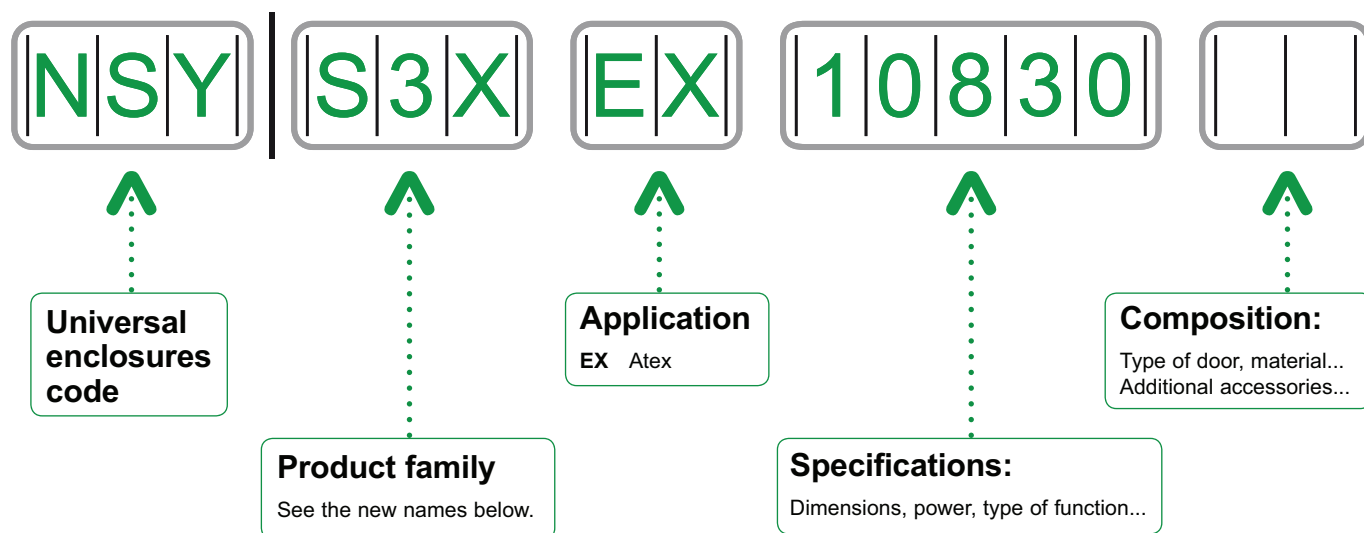 NSY S3X EX 10830
Universal
enclosures
code
Application
EX Atex
Composition:
Type of door, material...
Additional accessories...
Product family
See the new names below.
Specifications:
Dimensions, power, type of function...